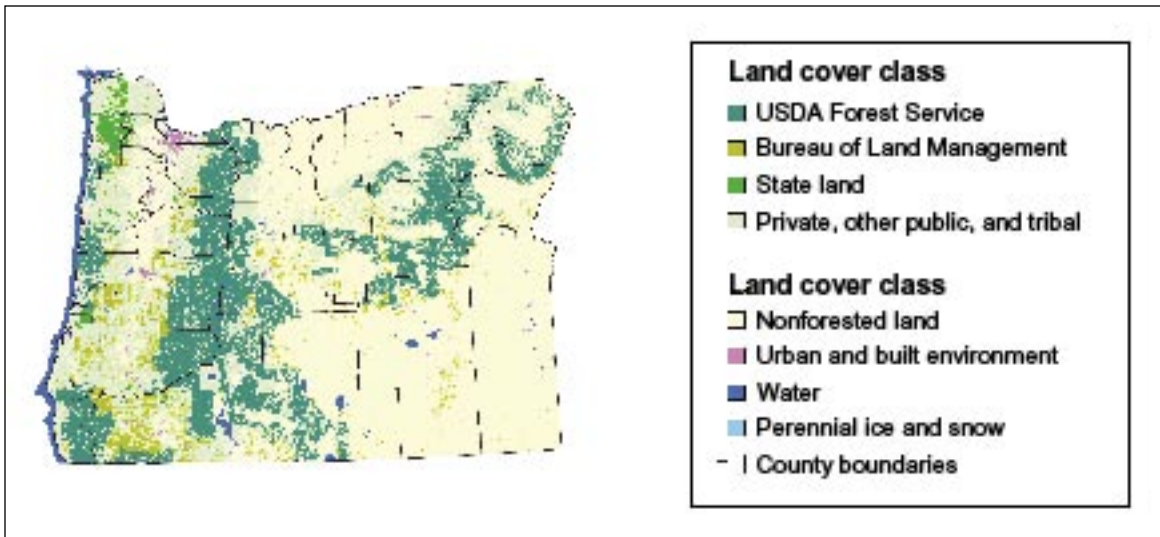 Land cover class
USDA Forest Service
Bureau of Land Management
State land
Private, other public, and tribal
Land cover class
Nonforested land
Urban and built environment
Water
Perennial ice and snow
County boundaries